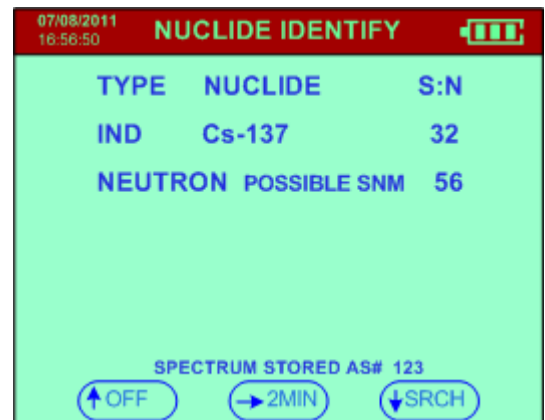 07/08/2011
16:56:50
NUCLIDE IDENTIFY
TYPE NUCLIDE S:N
IND Cs-137 32
NEUTRON POSSIBLE SNM 56
SPECTRUM STORED AS# 123
OFF 2MIN SRCH